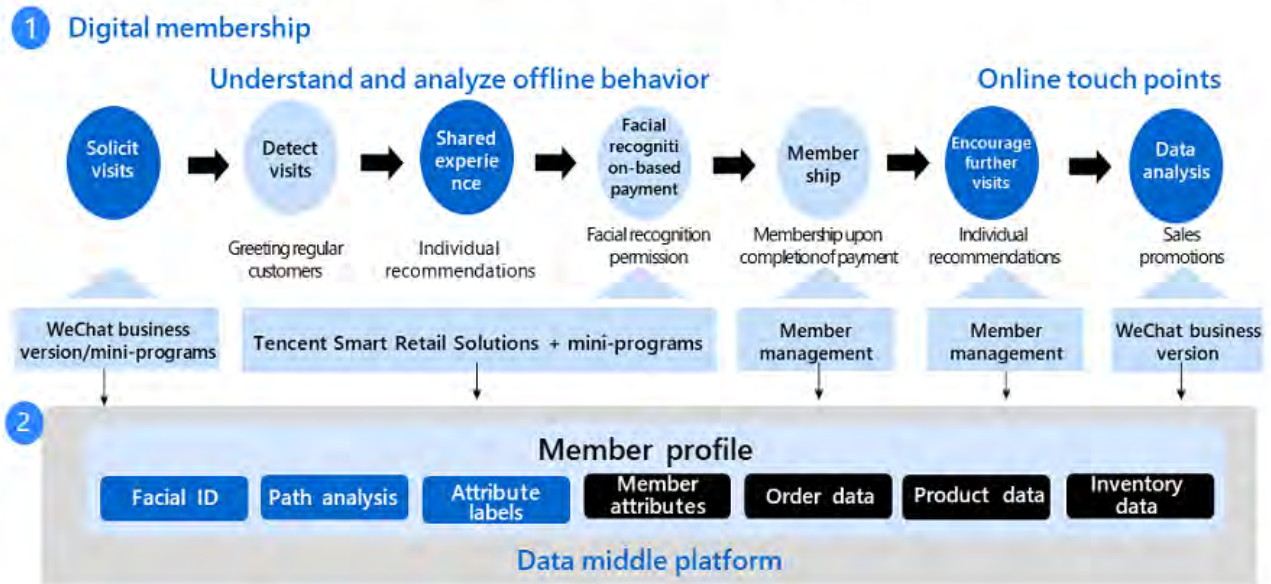 1 Digital membership
Understand and analyze offline behavior
Online touch points
Solicit
visits
Detect
visits
Shared
experie
nce
Facial
recogniti
on-based
payment
Member
ship
Encourage
further
visits
Data
analysis
Greeting regular
customers
Individual
recommendations
Facial recognition
permission
Membership upon
completion of payment
Individual
recommendations
Sales
promotions
WeChat business
version/mini-programs
Tencent Smart Retail Solutions + mini-programs
Member
management
Member
management
WeChat business
version
2
Member profile
Facial ID
Path analysis
Attribute
labels
Member
attributes
Order data
Product data
Inventory
data
Data middle platform